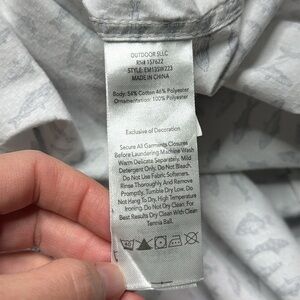 OUTDOOR 5LLC
RN# 157622
STYLE: EM135W223
MADE IN CHINA
Body: 54% Cotton 46% Polyester
Ornamentation: 100% Polyester
Exclusive of Decoration
Secure All Garments Closures
Before Laundering Machine Wash
Warm Delicate Separately. Mild
Detergent Only. Do Not Bleach.
Do Not Use Fabric Softeners.
Rinse Thoroughly And Remove
Promptly, Tumble Dry Low. Do
Not Hang To Dry. High Temperature
Ironing. Do Not Dry Clean. For
Best Results Dry Clean With Clean
Tennis Ball.